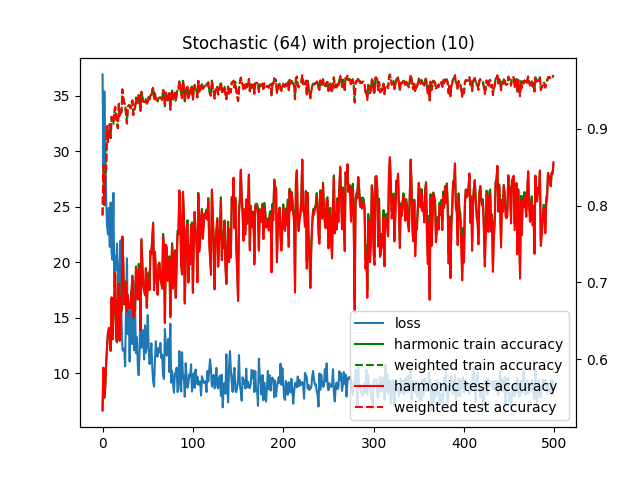 Stochastic (64) with projection (10)
35
30
25
20
15
10
0.9
0.8
0.7
0.6
loss
harmonic train accuracy
weighted train accuracy
harmonic test accuracy
weighted test accuracy
0 100 200 300 400 500